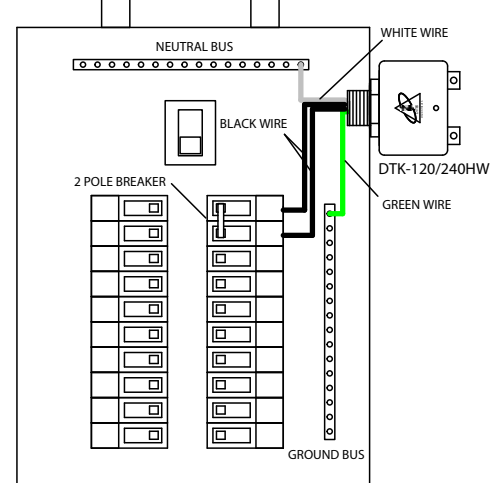 WHITE WIRE
NEUTRAL BUS
BLACK WIRE
DTK-120/240HW
2 POLE BREAKER
GREEN WIRE
GROUND BUS